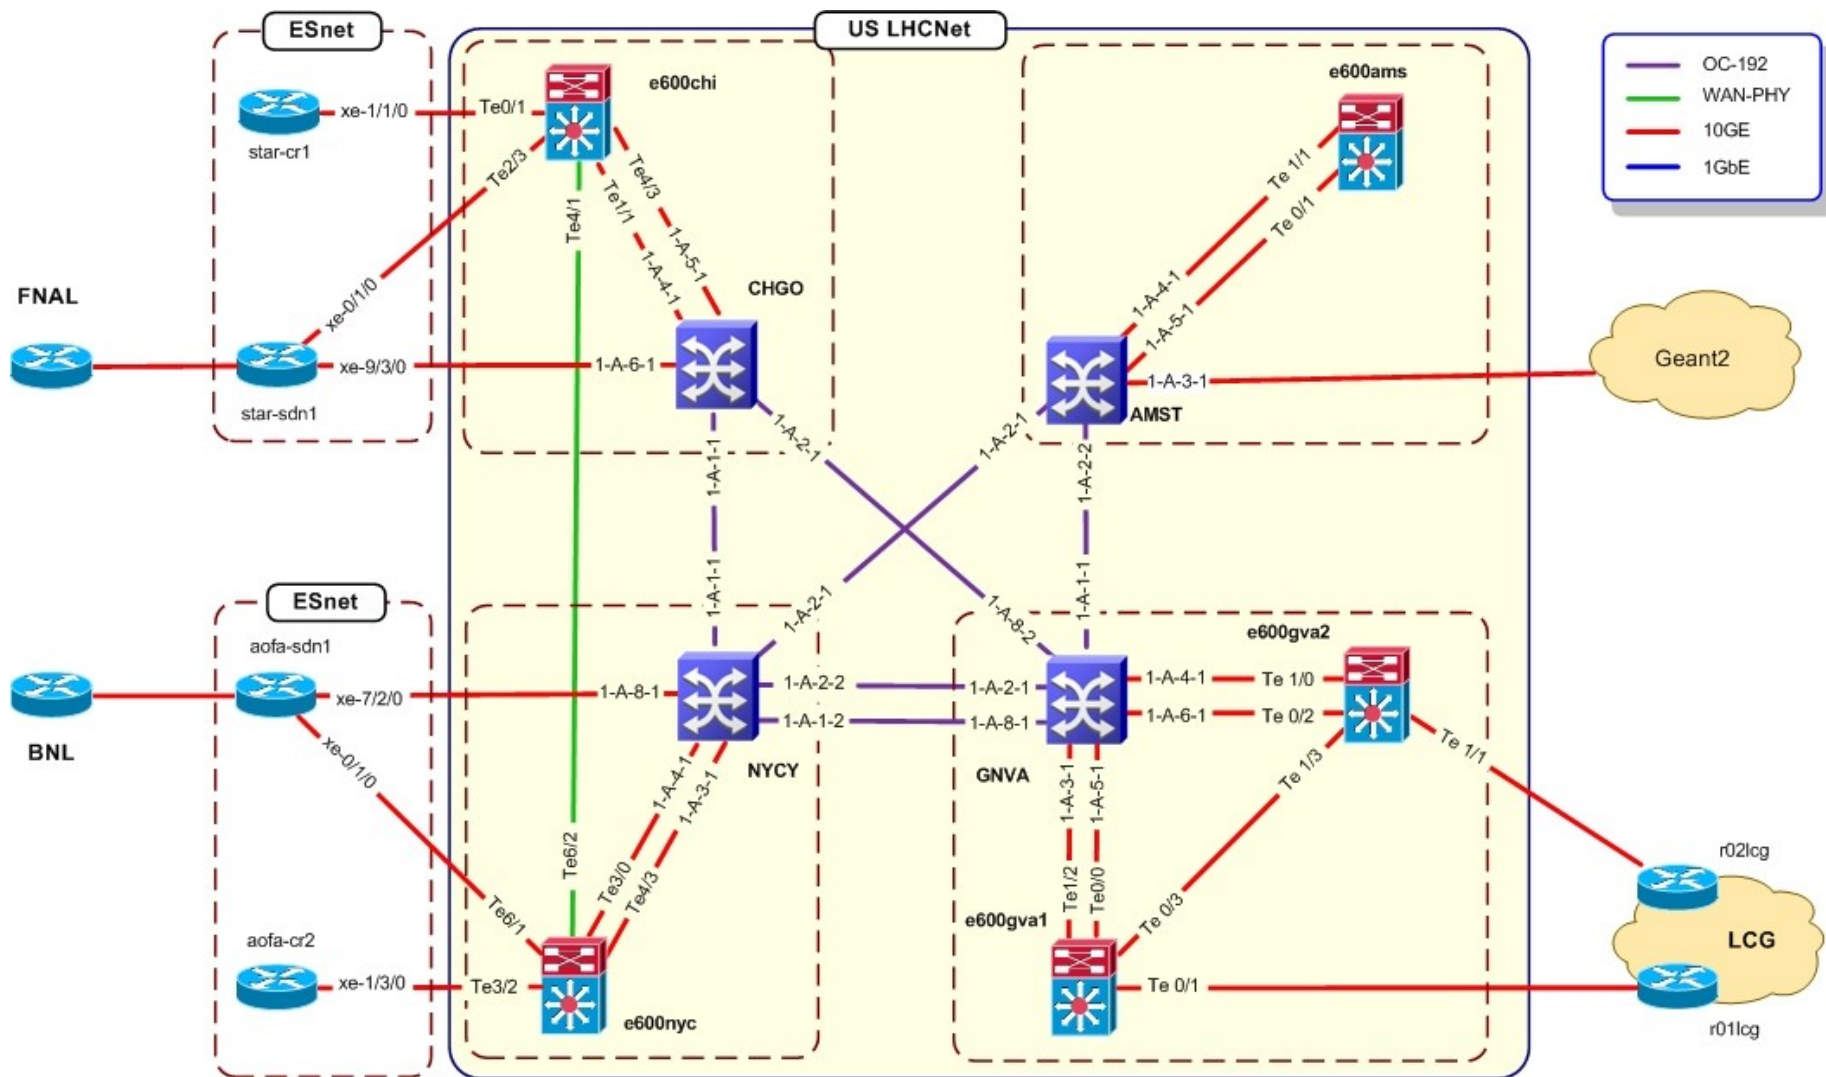 ESnet
US LHCNet
e600chi
e600ams
OC-192
WAN-PHY
10GE
1GbE
xe-1/1/0
Te0/1
star-cr1
Te2/3
Te4/3
Te1/1
Te 1/1
Te 0/1
Te4/1
1-A-5-1
1-A-4-1
FNAL
xe-0/1/0
CHGO
1-A-4-1
1-A-5-1
xe-9/3/0
1-A-6-1
1-A-3-1
Geant2
star-sdn1
AMST
1-A-2-1
1-A-2-1
1-A-1-1
1-A-2-2
1-A-1-1
1-A-2-1
1-A-1-1
1-A-8-2
ESnet
aofa-sdn1
e600gva2
xe-7/2/0
1-A-8-1
1-A-2-2
1-A-2-1
1-A-4-1
Te 1/0
1-A-1-2
1-A-8-1
1-A-6-1
Te 0/2
Te 1/1
BNL
xe-0/1/0
NYCY
GNVA
1-A-4-1
1-A-3-1
1-A-3-1
1-A-5-1
Te 1/3
Te6/2
Te3/0
Te4/3
Te1/2
Te0/0
r02lcg
Te6/1
e600gva1
Te 0/3
aofa-cr2
LCG
xe-1/3/0
Te3/2
Te 0/1
e600nyc
r01lcg